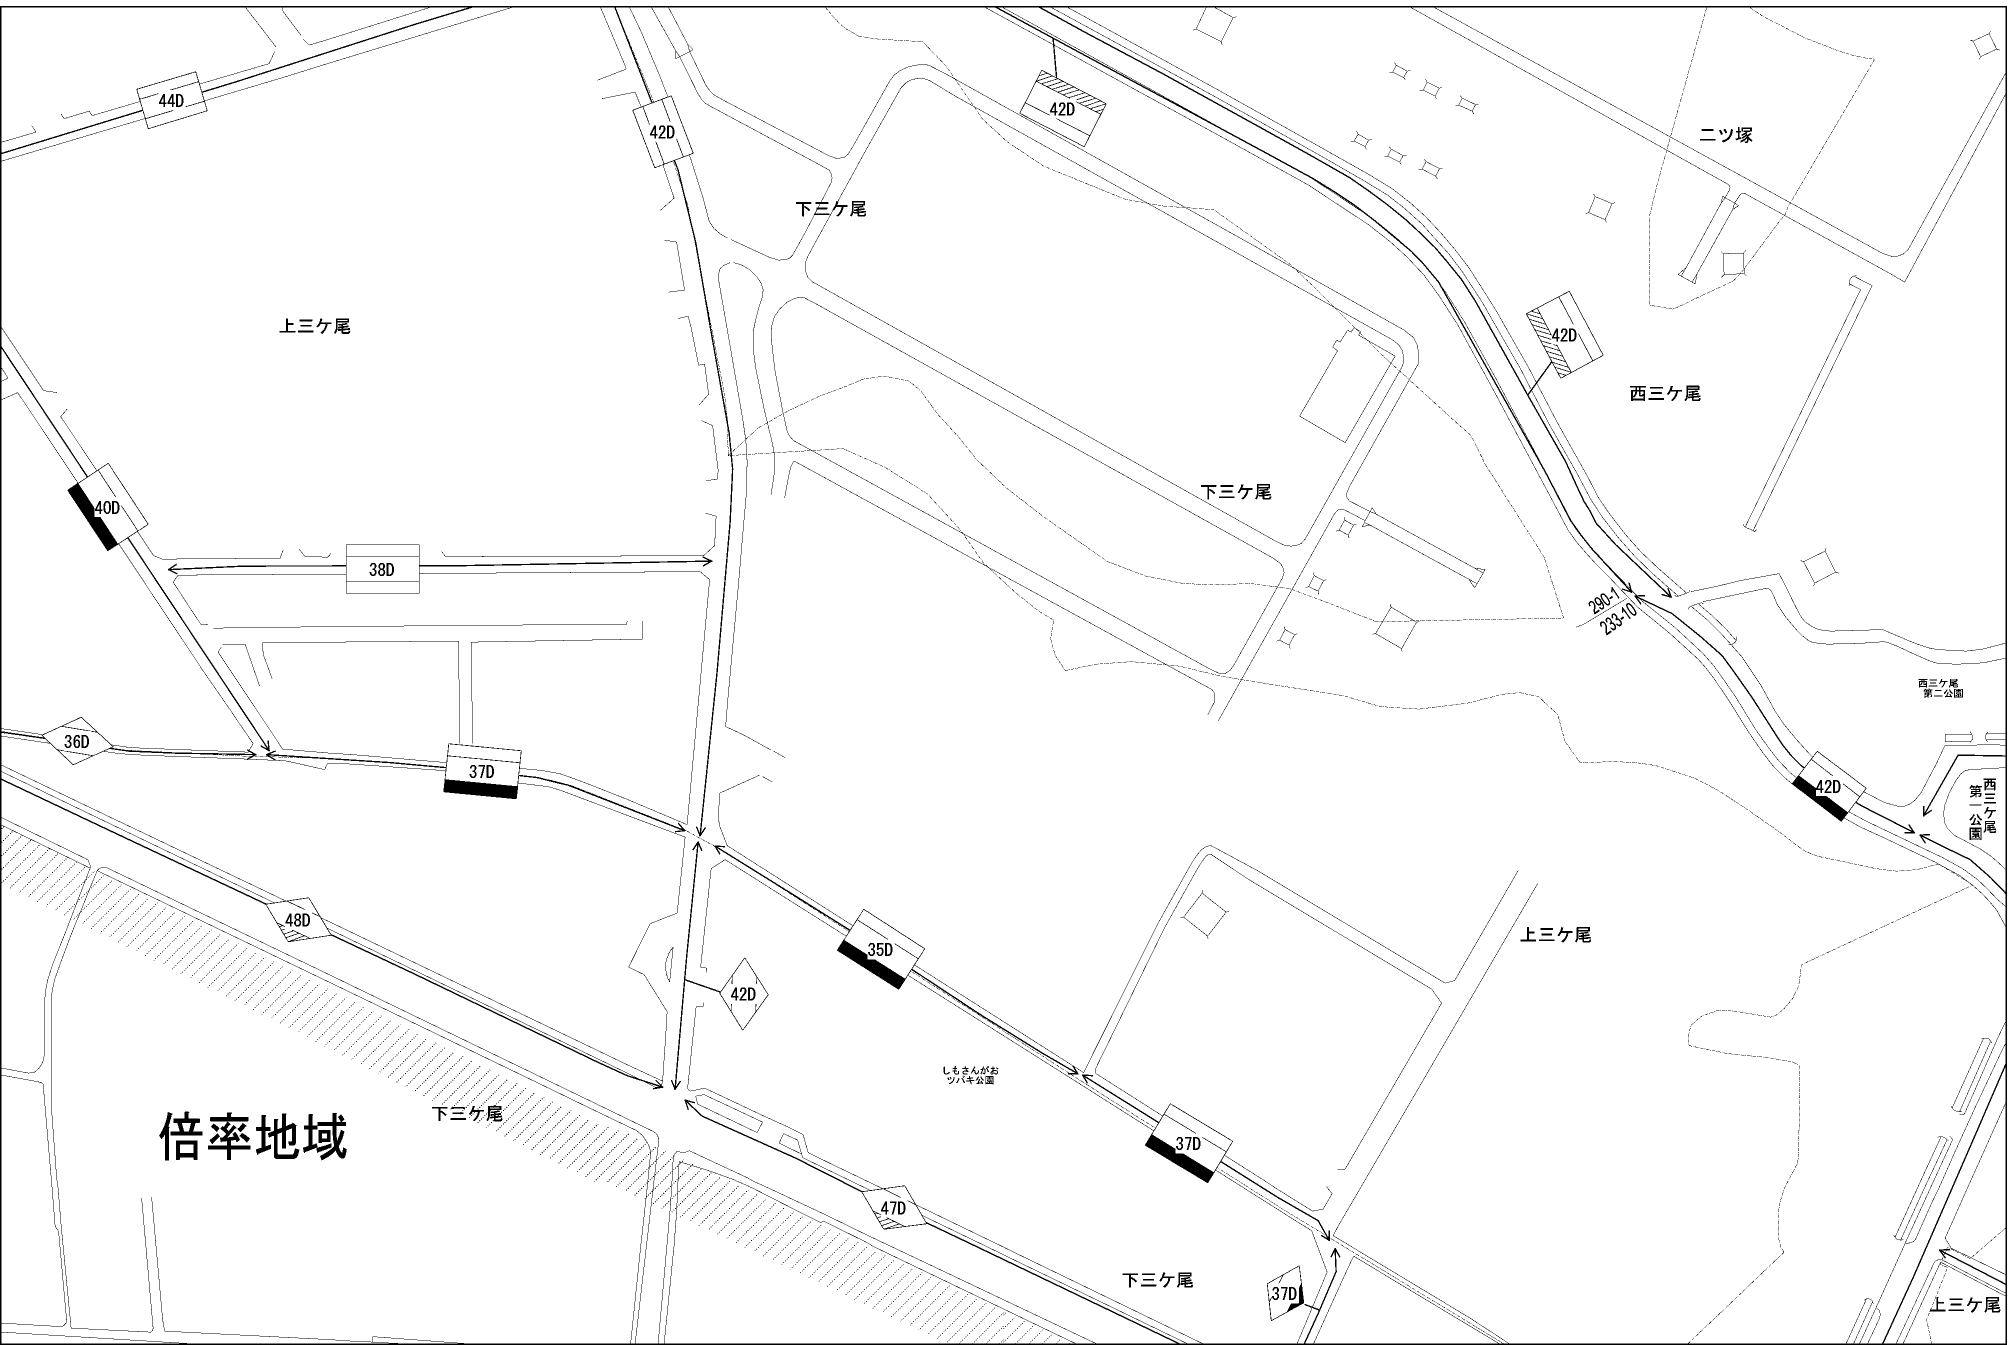 44D
42D
42D
二ツ塚
下三ケ尾
上三ケ尾
42D
西三ケ尾
下三ケ尾
40D
38D
290-1
233-10
西三ケ尾
第二公園
36D
37D
42D
西三ケ尾
第一公園
48D
35D
上三ケ尾
42D
しもさんがお
ツバキ公園
下三ケ尾
倍率地域
37D
47D
下三ケ尾
37D
上三ケ尾